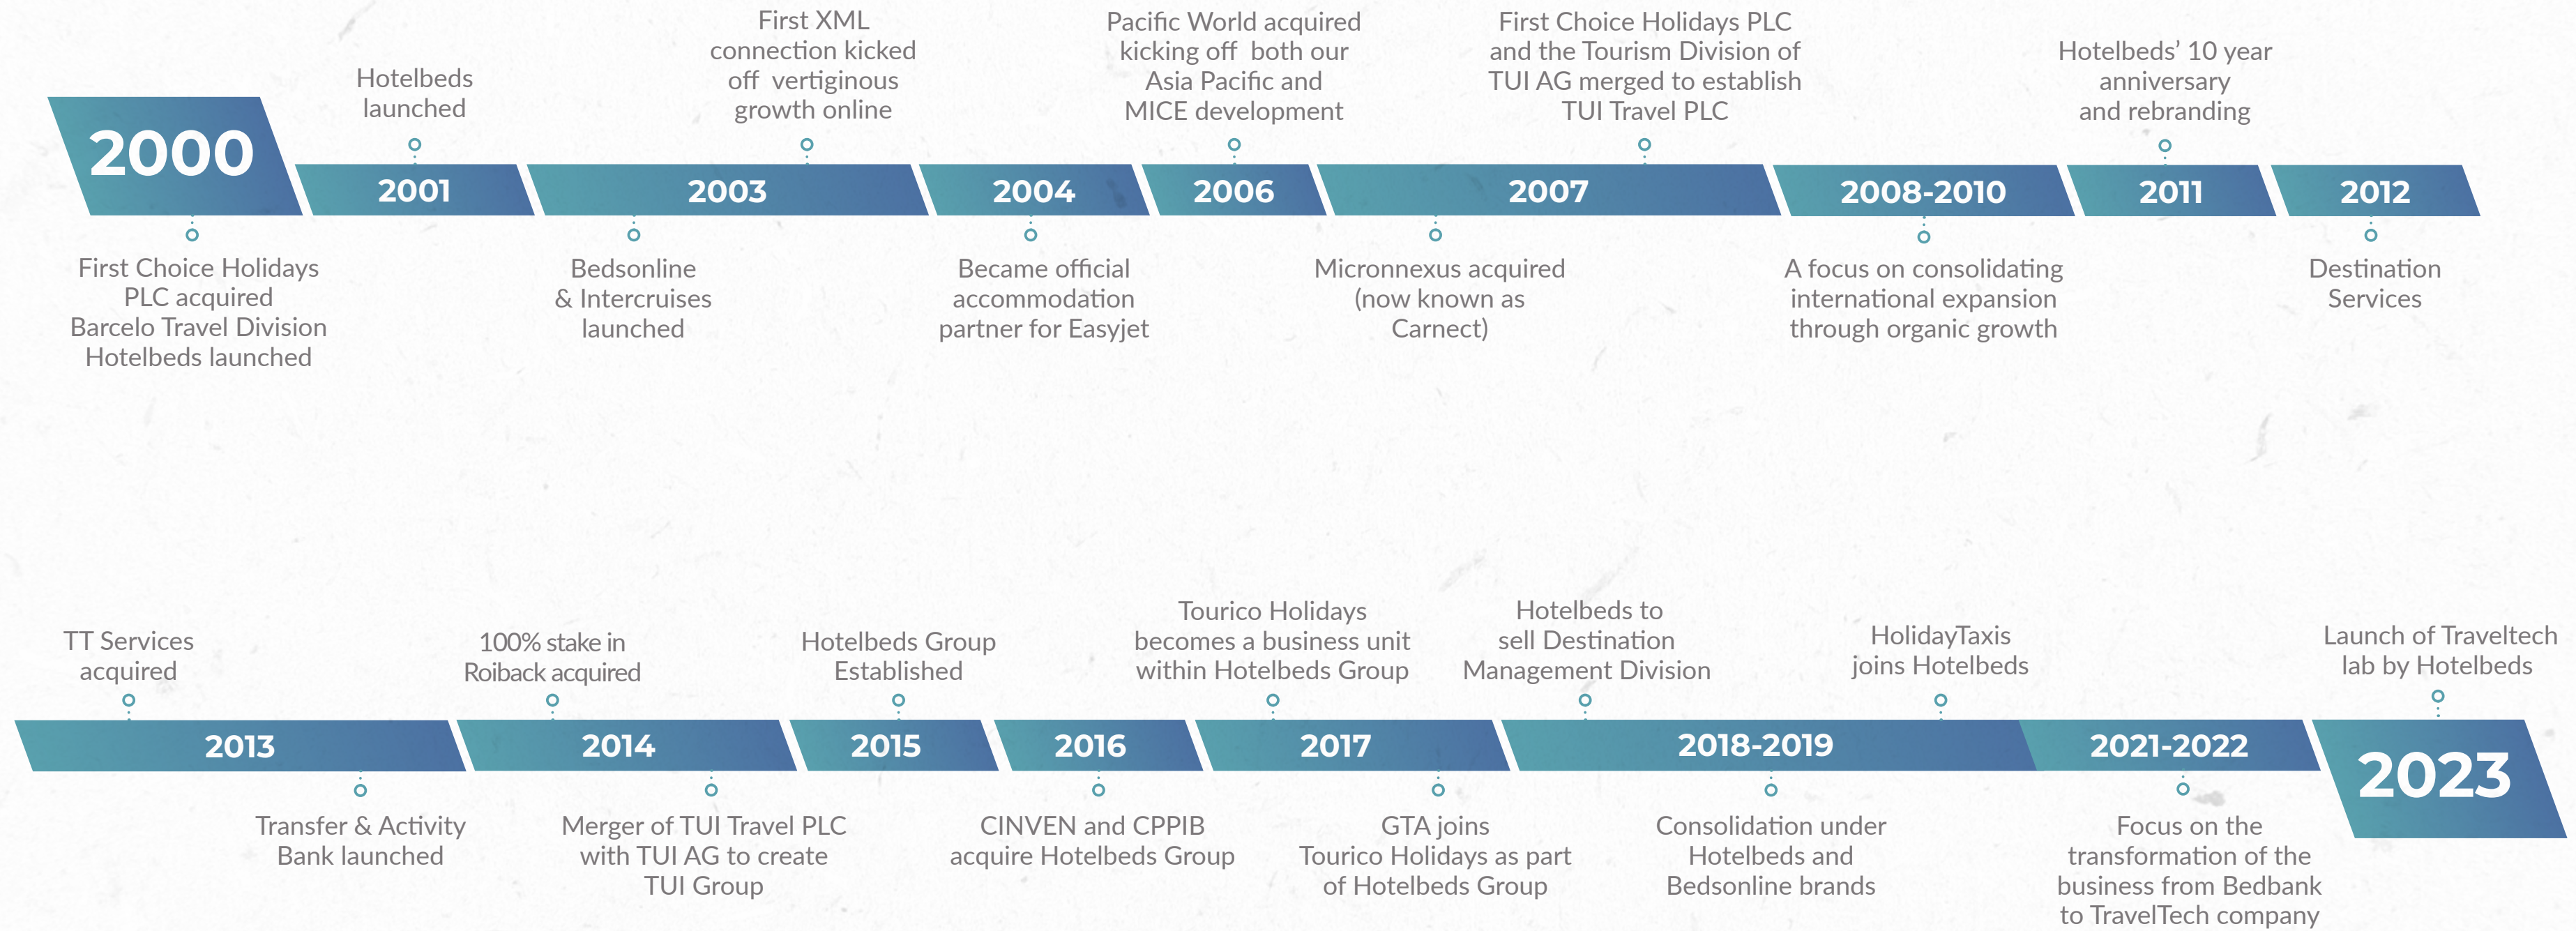 2000
First Choice Holidays
PLC acquired
Barcelo Travel Division
Hotelbeds launched
Hotelbeds
launched
2001
First XML
connection kicked
off  vertiginous
growth online
2003
Bedsonline
& Intercruises
launched
2004
Became official
accommodation
partner for Easyjet
Pacific World acquired
kicking off  both our
Asia Pacific and
MICE development
2006
First Choice Holidays PLC
and the Tourism Division of
TUI AG merged to establish
TUI Travel PLC
2007
Micronnexus acquired
(now known as
Carnect)
2008-2010
A focus on consolidating
international expansion
through organic growth
Hotelbeds’ 10 year
anniversary
and rebranding
2011
2012
Destination
Services
TT Services
acquired
2013
Transfer & Activity
Bank launched
100% stake in
Roiback acquired
2014
Merger of TUI Travel PLC
with TUI AG to create
TUI Group
Hotelbeds Group
Established
2015
2016
CINVEN and CPPIB
acquire Hotelbeds Group
Tourico Holidays
becomes a business unit
within Hotelbeds Group
2017
GTA joins
Tourico Holidays as part
of Hotelbeds Group
Hotelbeds to
sell Destination
Management Division
2018-2019
Consolidation under
Hotelbeds and
Bedsonline brands
HolidayTaxis
joins Hotelbeds
2021-2022
Focus on the
transformation of the
business from Bedbank
to TravelTech company
Launch of Traveltech
lab by Hotelbeds
2023